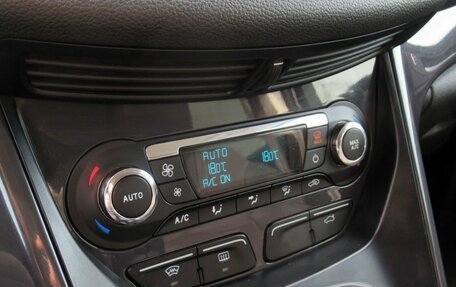 AUTO
18.0°C 18.0°C
A/C ON
AUTO
MAX A/C
A/C